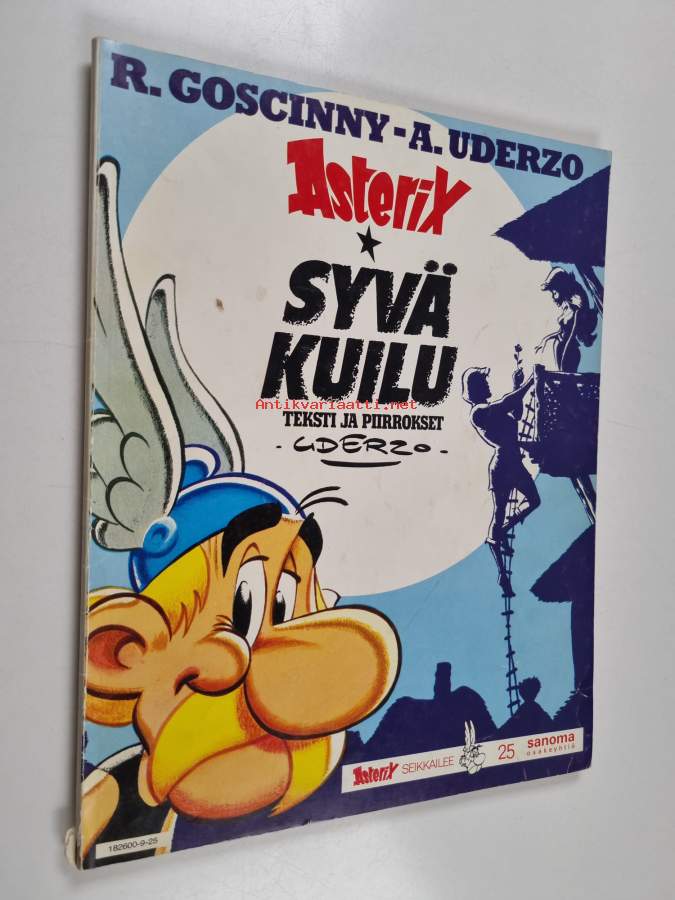 R. GOSCINNY - A. UDERZO
Asterix
SYVÄ
KUILU
Antikvariaatti.net
TEKSTI JA PIIRROKSET
- UDERZO -
Asterix SEIKKAILEE 25 sanoma
osakeyhtiö
182600-9-25